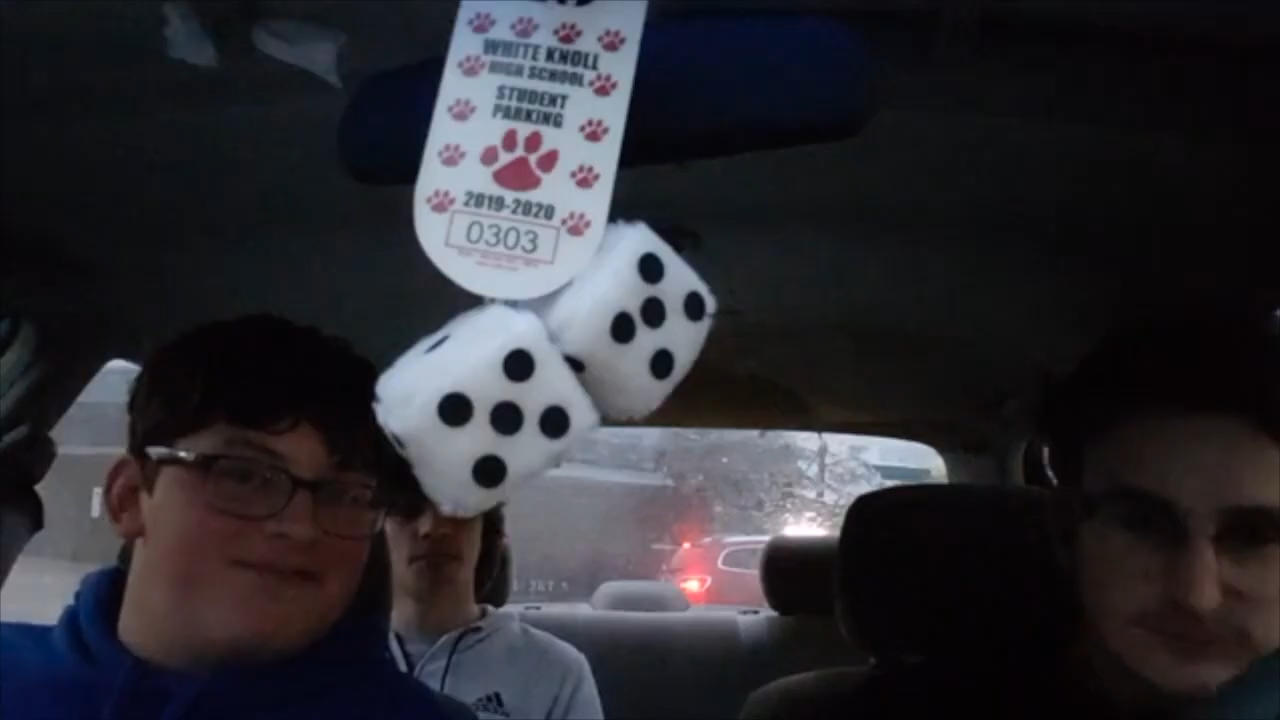 WHITE KNOLL
HIGH SCHOOL
STUDENT
PARKING
2019-2020
0303